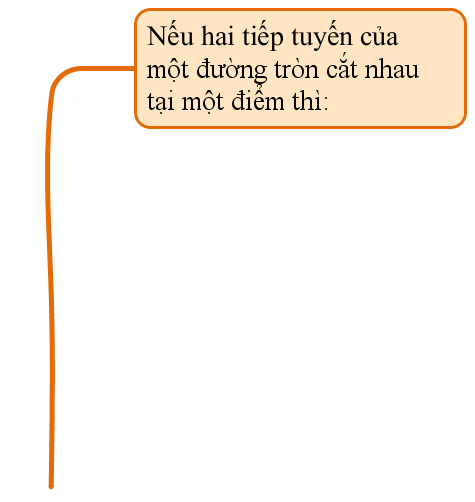 Nếu hai tiếp tuyến của
một đường tròn cắt nhau
tại một điểm thì: